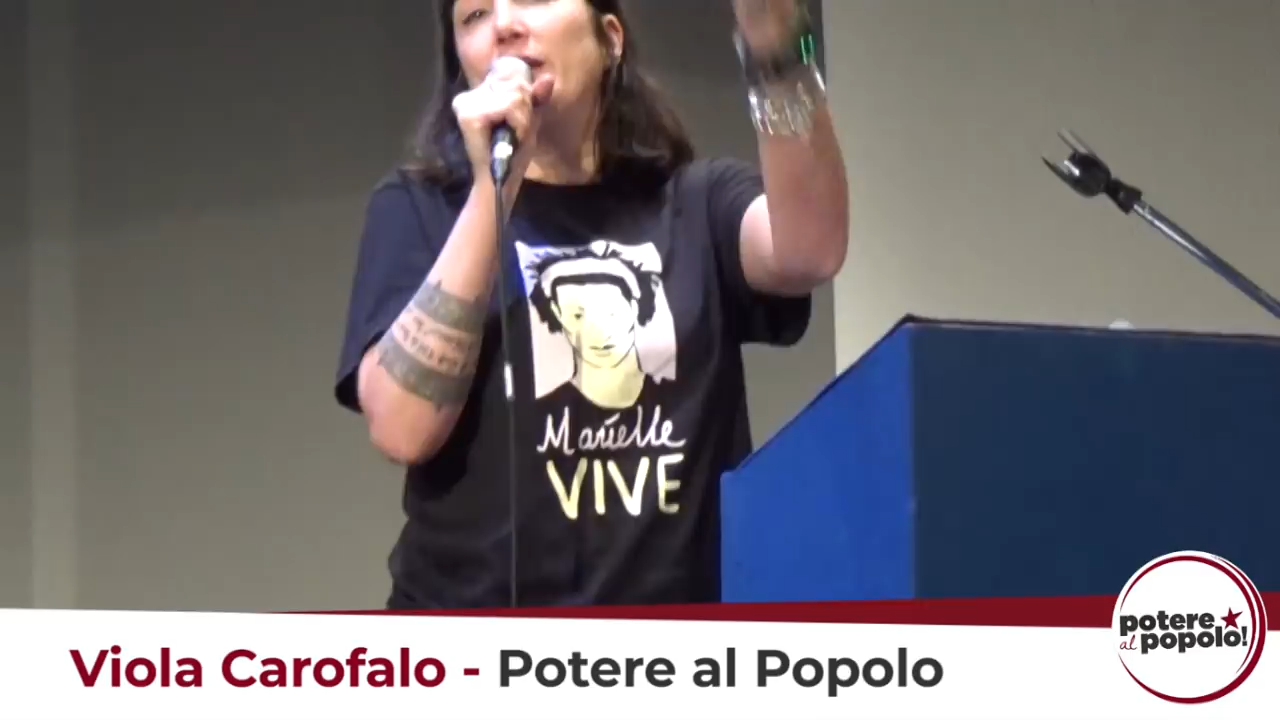 Marielle
VIVE
Viola Carofalo - Potere al Popolo
potere
al popolo!